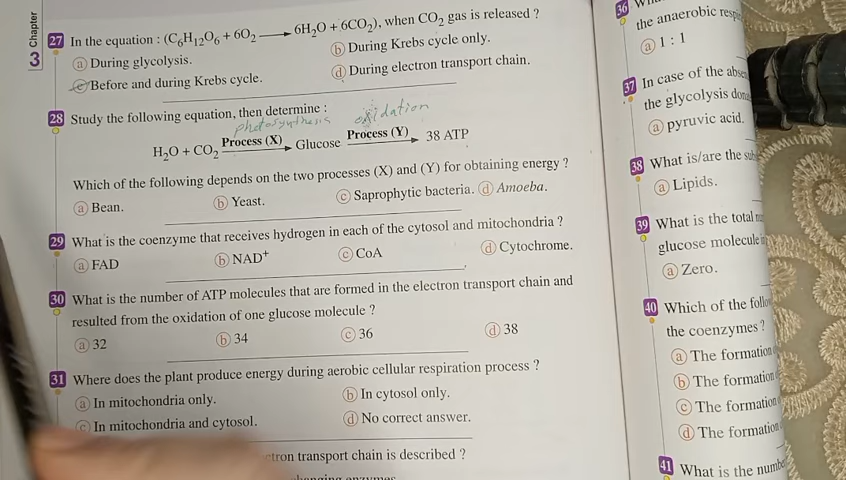 Chapter
3
27 In the equation : (C₆H₁₂O₆ + 6O₂ ⟶ 6H₂O + 6CO₂), when CO₂ gas is released ?
ⓐ During glycolysis.
ⓑ During Krebs cycle only.
ⓒ Before and during Krebs cycle.
ⓓ During electron transport chain.
28 Study the following equation, then determine :
photosynthesis oxidation
H₂O + CO₂ Process (X) ⟶ Glucose Process (Y) ⟶ 38 ATP
Which of the following depends on the two processes (X) and (Y) for obtaining energy ?
ⓐ Bean. ⓑ Yeast. ⓒ Saprophytic bacteria. ⓓ Amoeba.
29 What is the coenzyme that receives hydrogen in each of the cytosol and mitochondria ?
ⓐ FAD ⓑ NAD⁺ ⓒ CoA ⓓ Cytochrome.
30 What is the number of ATP molecules that are formed in the electron transport chain and
resulted from the oxidation of one glucose molecule ?
ⓐ 32 ⓑ 34 ⓒ 36 ⓓ 38
31 Where does the plant produce energy during aerobic cellular respiration process ?
ⓐ In mitochondria only. ⓑ In cytosol only.
ⓒ In mitochondria and cytosol. ⓓ No correct answer.
transport chain is described ?
36
the anaerobic
ⓐ 1 : 1
37 In case of the
the glycolysis
ⓐ pyruvic acid.
38 What is/are the
ⓐ Lipids.
39 What is the total
glucose molecule
ⓐ Zero.
40 Which of the
the coenzymes ?
ⓐ The formation
ⓑ The formation
ⓒ The formation
ⓓ The formation
41 What is the